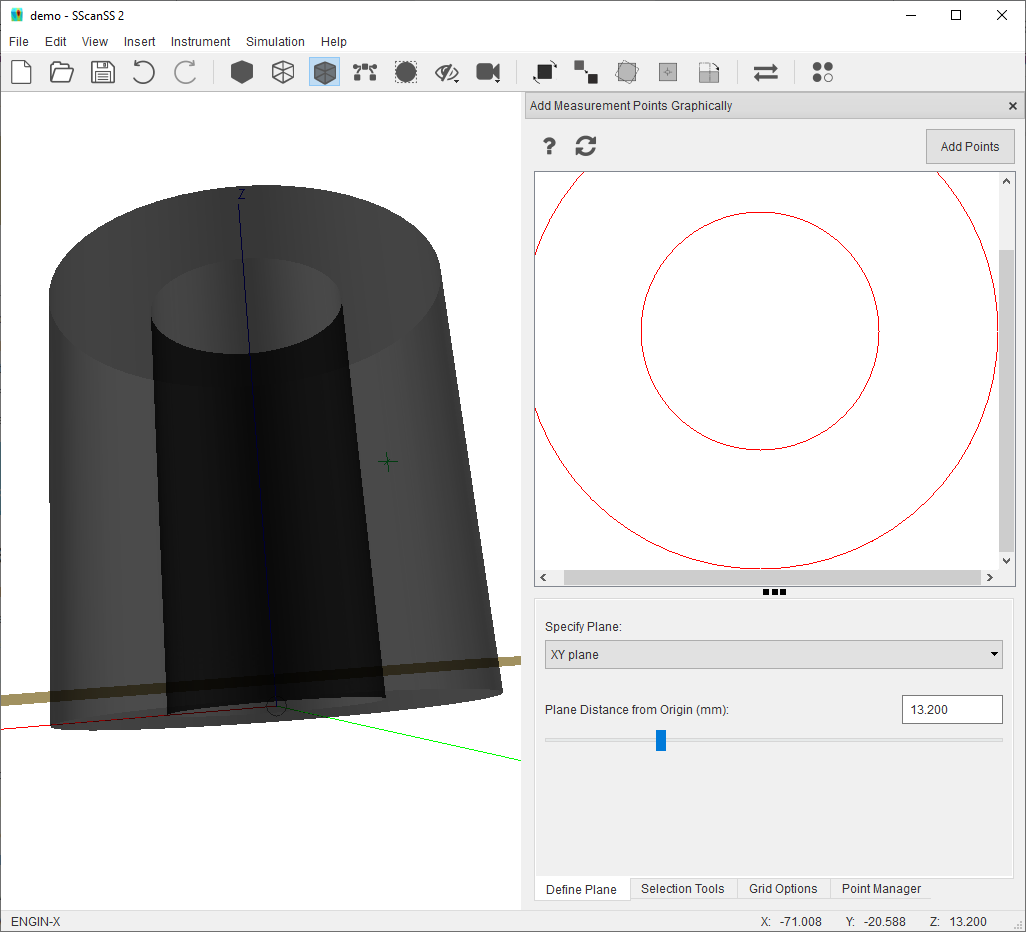 demo - SScanSS 2
File Edit View Insert Instrument Simulation Help
Add Measurement Points Graphically
Add Points
Z
Specify Plane:
XY plane
Plane Distance from Origin (mm):
13.200
Define Plane Selection Tools Grid Options Point Manager
ENGIN-X X: -71.008 Y: -20.588 Z: 13.200